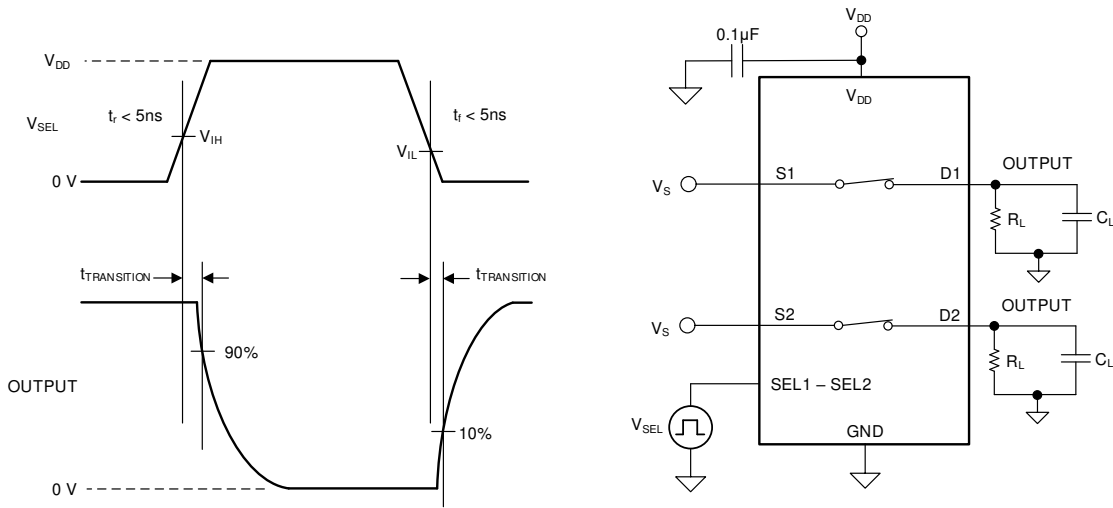 VDD
VSEL
tr < 5ns
tf < 5ns
VIH
VIL
0 V
tTRANSITION
tTRANSITION
90%
OUTPUT
10%
0 V
VDD
0.1µF
VDD
OUTPUT
VS
S1
D1
RL
CL
OUTPUT
VS
S2
D2
RL
CL
SEL1 – SEL2
VSEL
GND